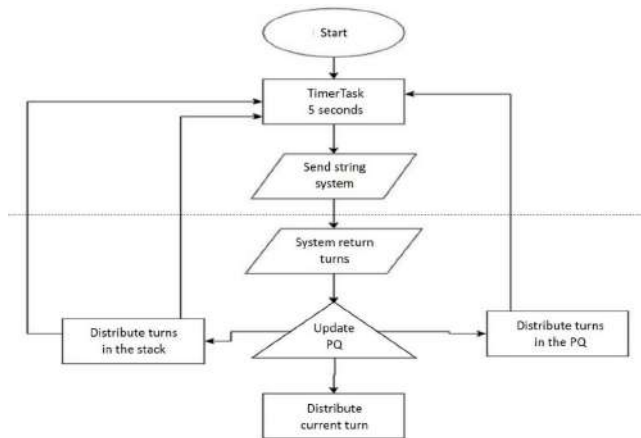 Start
TimerTask
5 seconds
Send string
system
System return
turns
Distribute turns
in the stack
Update
PQ
Distribute turns
in the PQ
Distribute
current turn